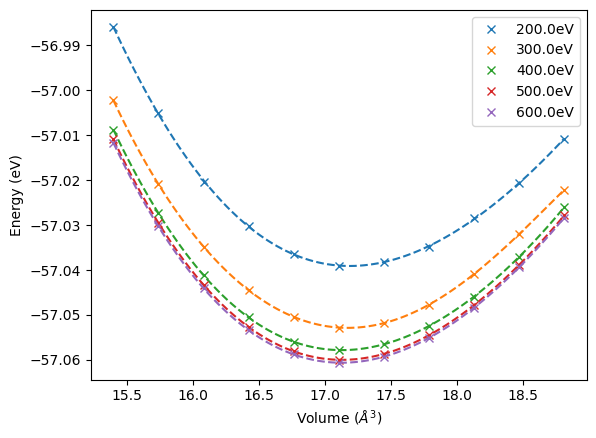 200.0eV
300.0eV
400.0eV
500.0eV
600.0eV
Energy (eV)
−56.99
−57.00
−57.01
−57.02
−57.03
−57.04
−57.05
−57.06
15.5 16.0 16.5 17.0 17.5 18.0 18.5
Volume (Å³)